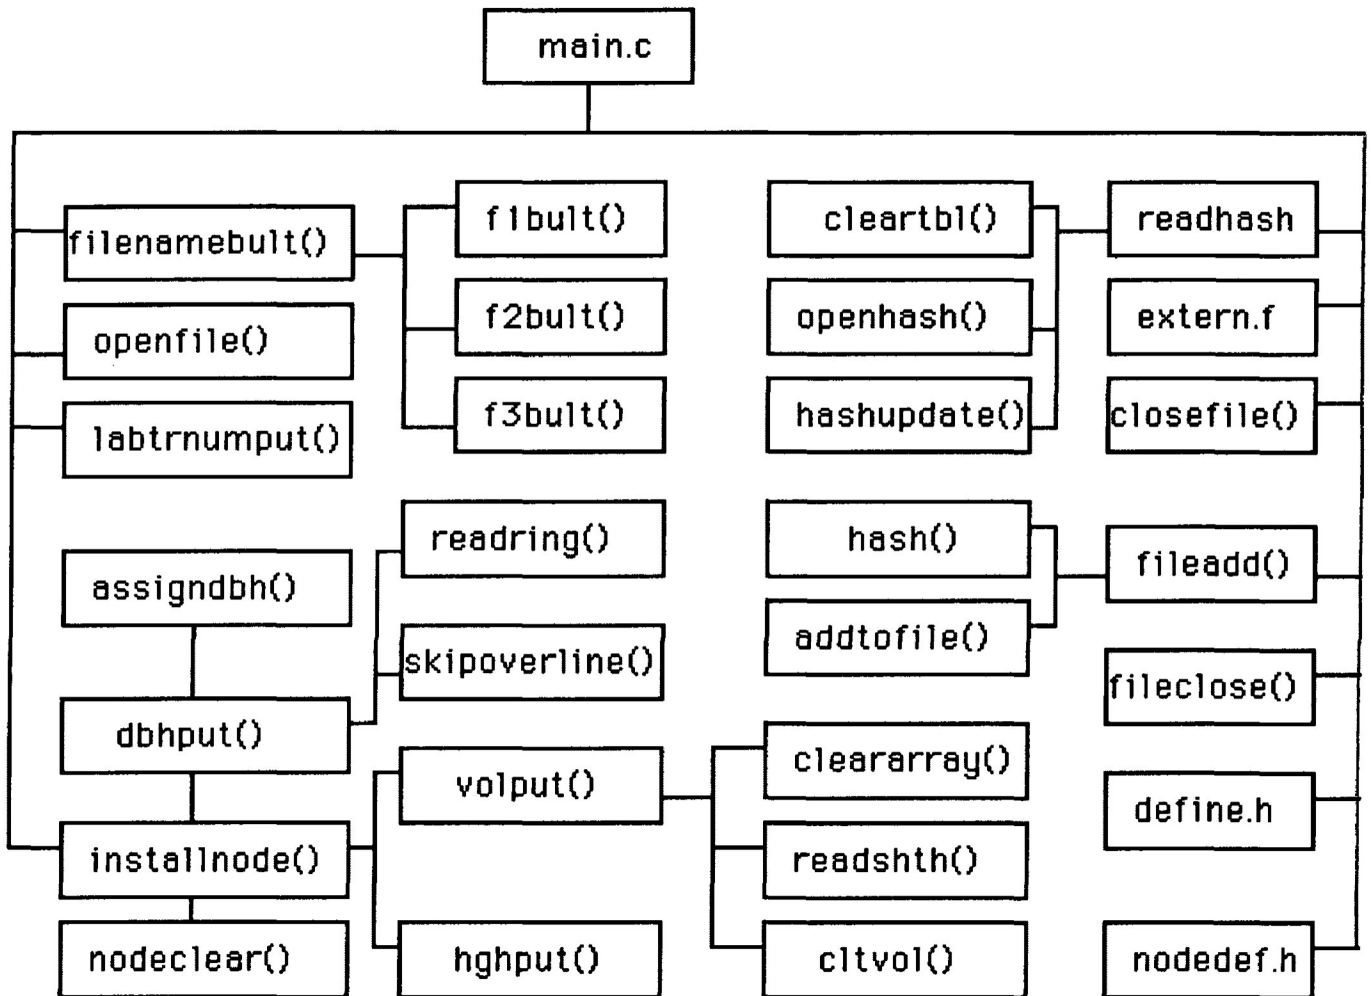 main.c
filenamebult()
openfile()
labtrnumput()
f1bult()
f2bult()
f3bult()
cleartbl()
openhash()
hashupdate()
readhash
extern.f
closefile()
assigndbh()
dbhput()
installnode()
nodeclear()
readring()
skipoverline()
volput()
hghput()
hash()
addtofile()
cleararray()
readshth()
cltvol()
fileadd()
fileclose()
define.h
nodedef.h